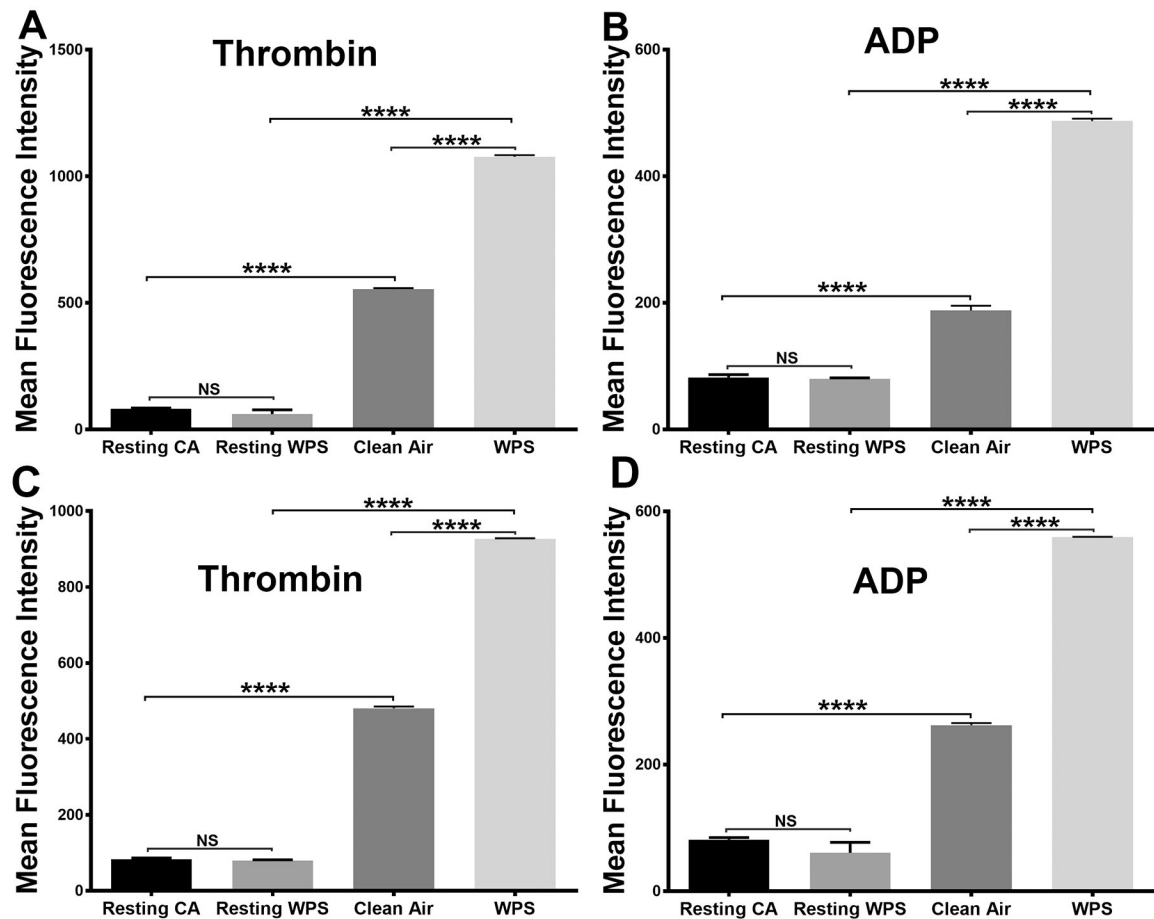 A
Thrombin
Mean Fluorescence Intensity
1500
1000
500
0
****
****
****
NS
Resting CA Resting WPS Clean Air WPS
B
ADP
Mean Fluorescence Intensity
600
400
200
0
****
****
****
NS
Resting CA Resting WPS Clean Air WPS
C
Thrombin
Mean Fluorescence Intensity
1000
800
600
400
200
0
****
****
****
NS
Resting CA Resting WPS Clean Air WPS
D
ADP
Mean Fluorescence Intensity
600
400
200
0
****
****
****
NS
Resting CA Resting WPS Clean Air WPS